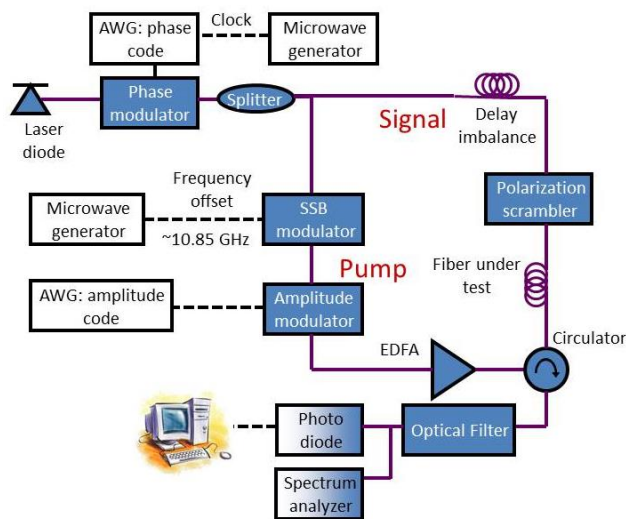 AWG: phase
code
Clock
Microwave
generator
Laser
diode
Phase
modulator
Splitter
Signal
Delay
imbalance
Polarization
scrambler
Frequency
offset
Microwave
generator
~10.85 GHz
SSB
modulator
Pump
Fiber under
test
AWG: amplitude
code
Amplitude
modulator
EDFA
Circulator
Photo
diode
Optical Filter
Spectrum
analyzer